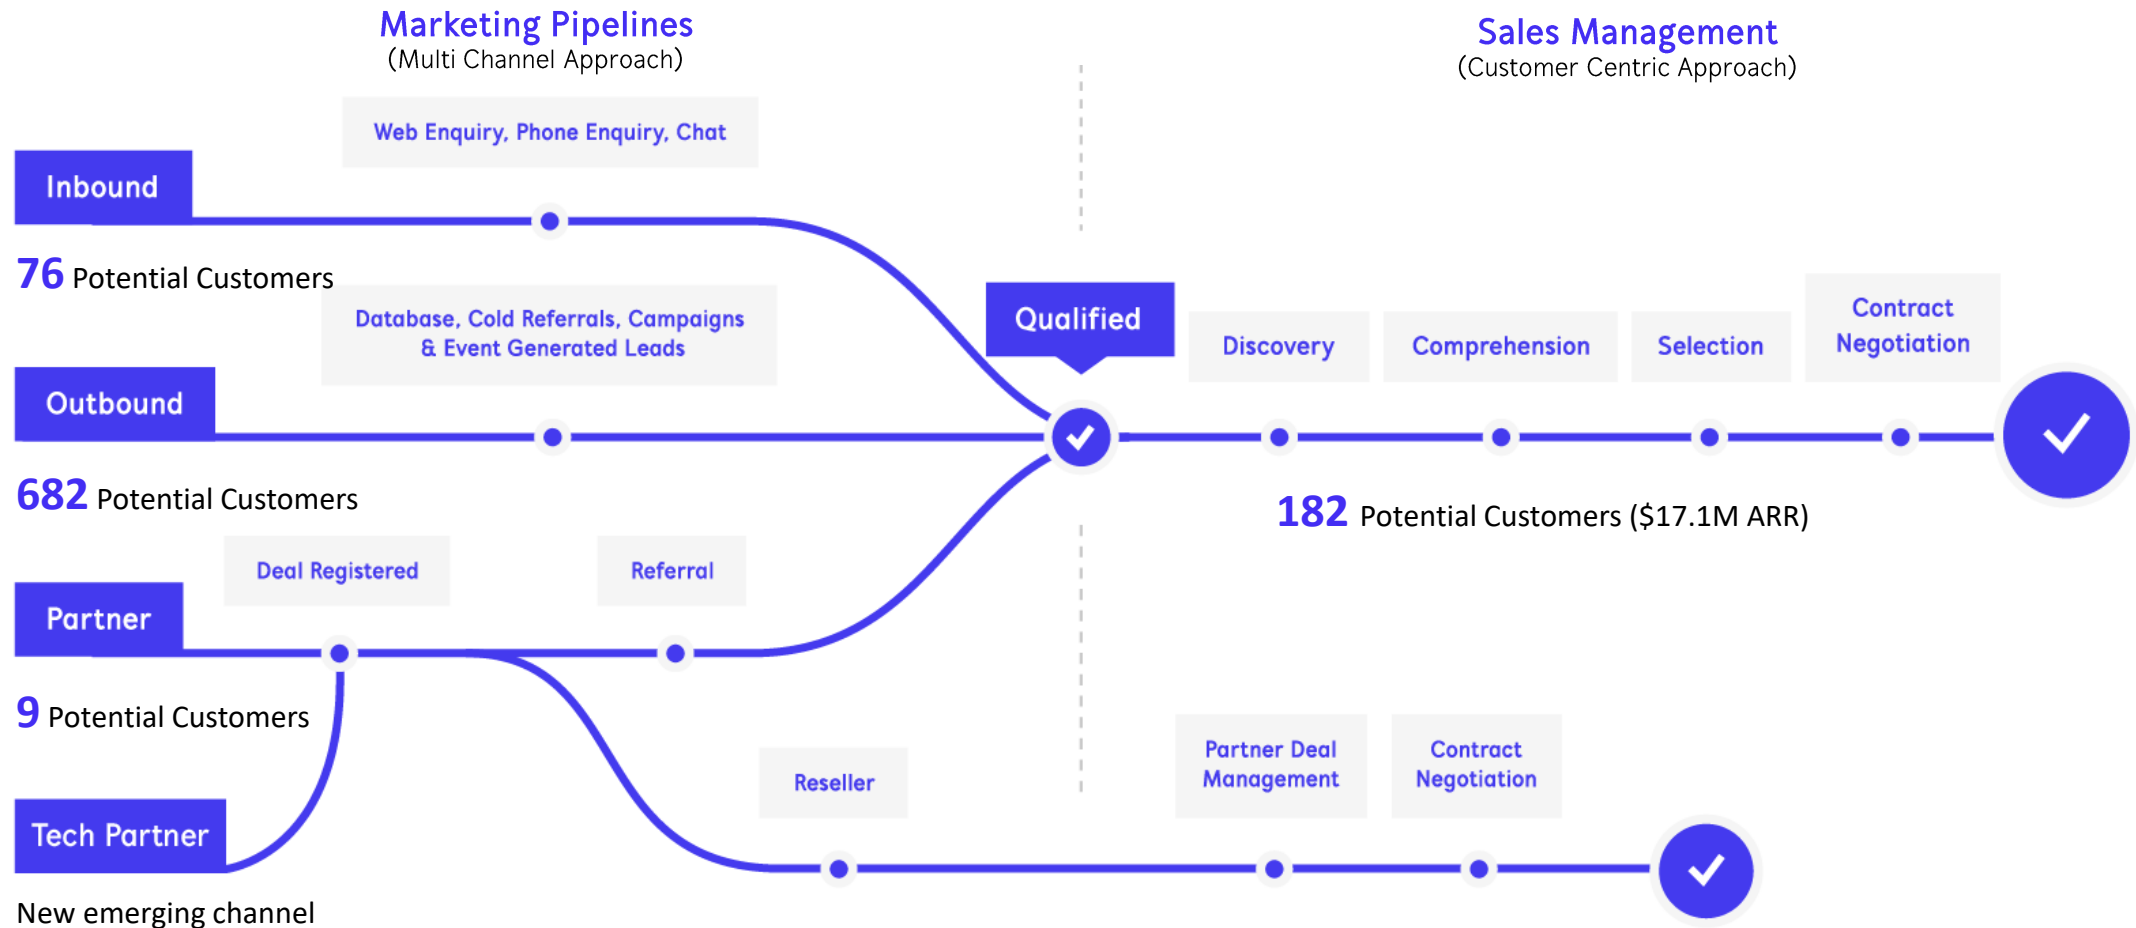 Marketing Pipelines
(Multi Channel Approach)
Sales Management
(Customer Centric Approach)
Web Enquiry, Phone Enquiry, Chat
Inbound
76 Potential Customers
Database, Cold Referrals, Campaigns
& Event Generated Leads
Outbound
682 Potential Customers
Qualified
Discovery
Comprehension
Selection
Contract
Negotiation
182 Potential Customers ($17.1M ARR)
Deal Registered
Referral
Partner
9 Potential Customers
Reseller
Partner Deal
Management
Contract
Negotiation
Tech Partner
New emerging channel